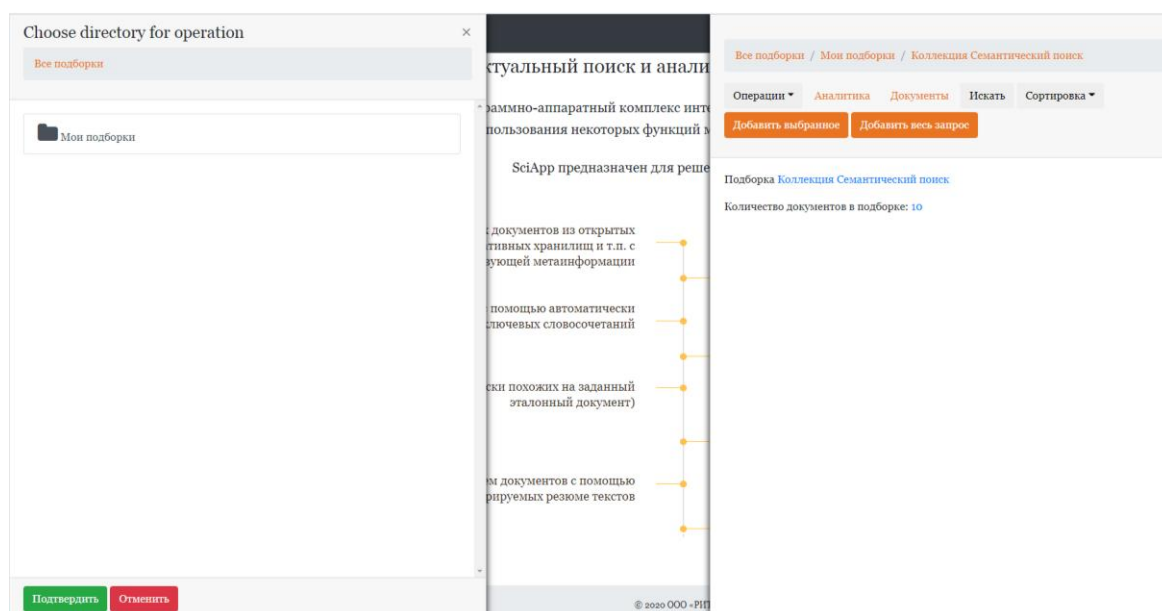 Choose directory for operation ×
Все подборки
Мои подборки
Подтвердить Отменить
ктуальный поиск и анали
раммно-аппаратный комплекс инте
пользования некоторых функций м
SciApp предназначен для реше
документов из открытых
тивных хранилищ и т.п. с
вующей метаинформации
помощью автоматически
ключевых словосочетаний
ски похожих на заданный
эталонный документ)
ем документов с помощью
рируемых резюме текстов
© 2020 ООО «РИТ
Все подборки / Мои подборки / Коллекция Семантический поиск
Операции Аналитика Документы Искать Сортировка
Добавить выбранное Добавить весь запрос
Подборка Коллекция Семантический поиск
Количество документов в подборке: 10